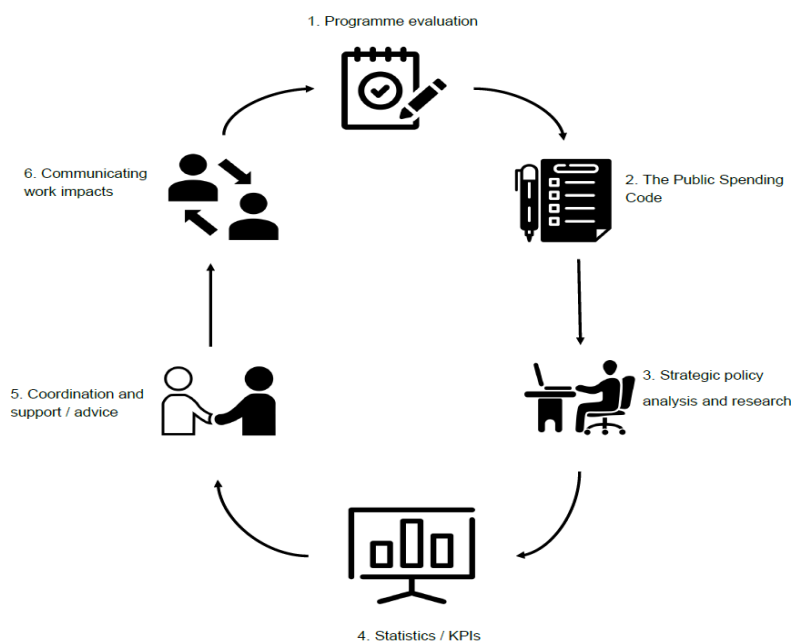 1. Programme evaluation
2. The Public Spending
Code
3. Strategic policy
analysis and research
4. Statistics / KPIs
5. Coordination and
support / advice
6. Communicating
work impacts